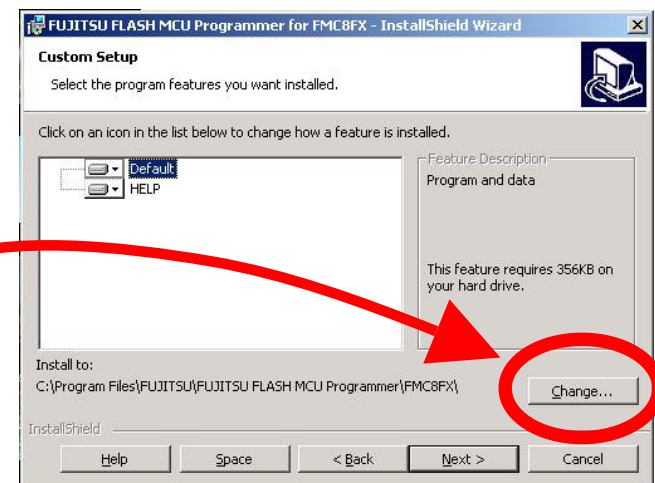 FUJITSU FLASH MCU Programmer for FMC8FX - InstallShield Wizard
Custom Setup
Select the program features you want installed.
Click on an icon in the list below to change how a feature is installed.
Default
HELP
Feature Description
Program and data
This feature requires 356KB on
your hard drive.
Install to:
C:\Program Files\FUJITSU\FUJITSU FLASH MCU Programmer\FMC8FX\
Change...
InstallShield
Help
Space
< Back
Next >
Cancel